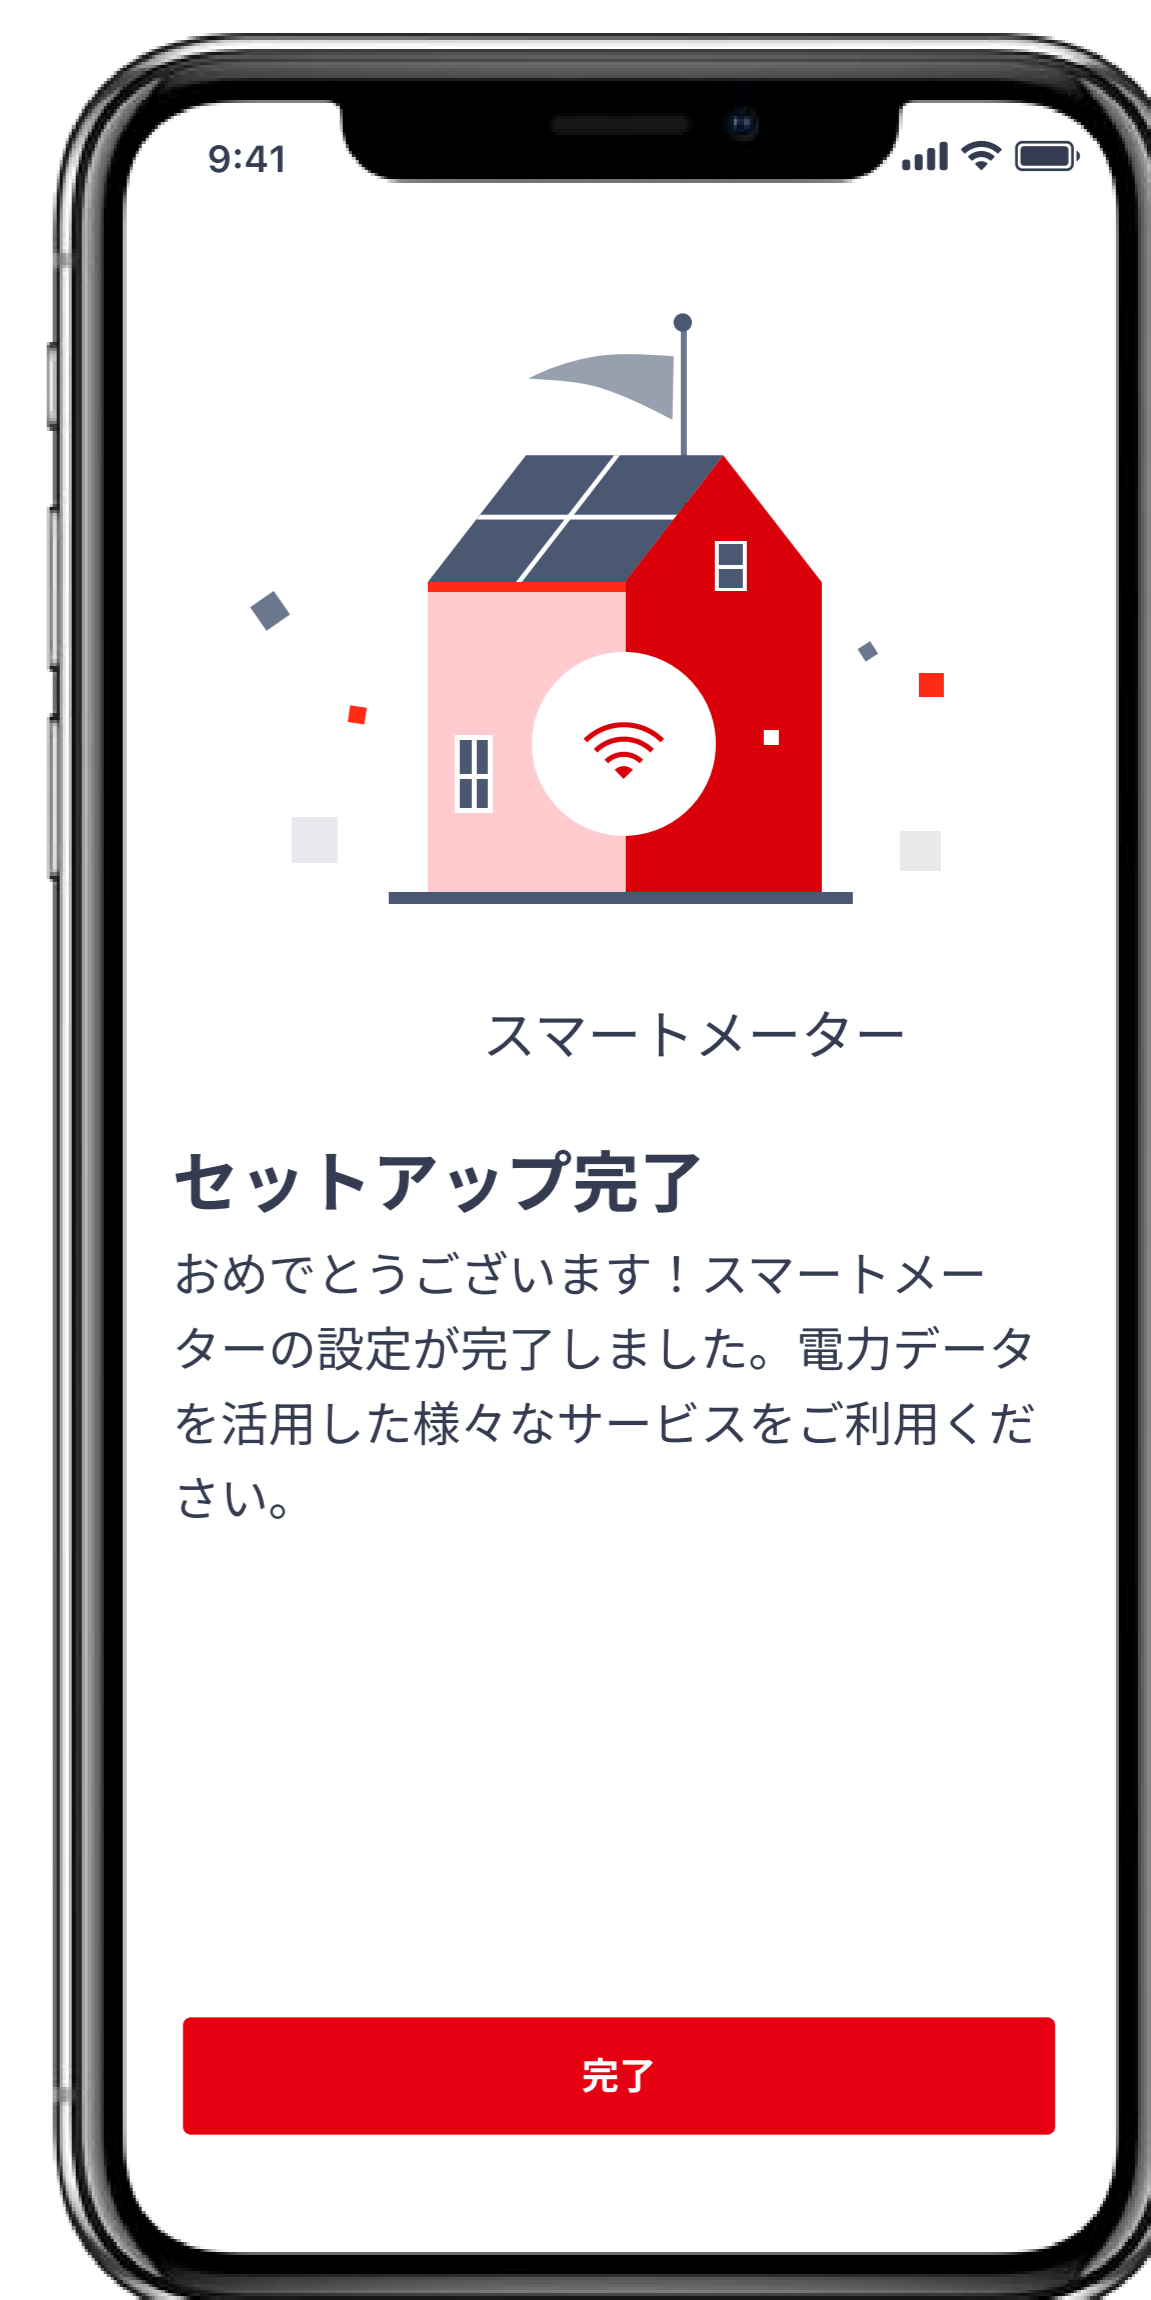 9:41
スマートメーター
セットアップ完了
おめでとうございます！スマートメー
ターの設定が完了しました。電力データ
を活用した様々なサービスをご利用くだ
さい。
完了